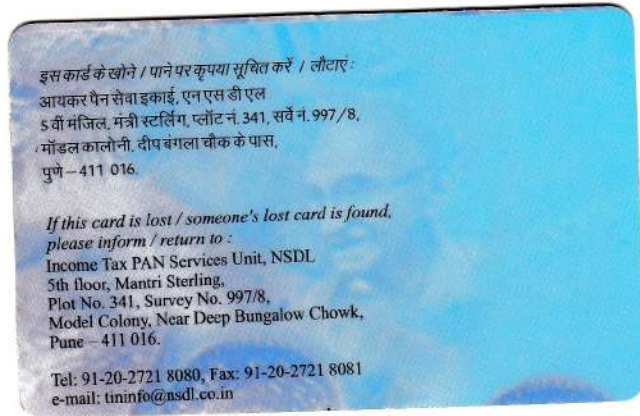 इस कार्ड के खोने / पाने पर कृपया सूचित करें / लौटाएं :
आयकर पैन सेवा इकाई, एन एस डी एल
5 वीं मंजिल, मंत्री स्टर्लिंग, प्लॉट नं. 341, सर्वे नं. 997/8,
मॉडल कालोनी, दीप बंगला चौक के पास,
पुणे – 411 016.
If this card is lost / someone's lost card is found,
please inform / return to :
Income Tax PAN Services Unit, NSDL
5th floor, Mantri Sterling,
Plot No. 341, Survey No. 997/8,
Model Colony, Near Deep Bungalow Chowk,
Pune – 411 016.
Tel: 91-20-2721 8080, Fax: 91-20-2721 8081
e-mail: tininfo@nsdl.co.in